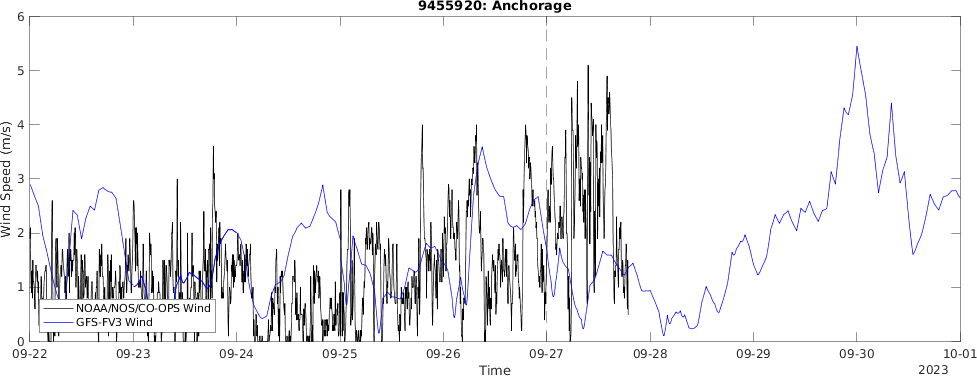 9455920: Anchorage
6
5
4
3
2
1
0
Wind Speed (m/s)
NOAA/NOS/CO-OPS Wind
GFS-FV3 Wind
09-22 09-23 09-24 09-25 09-26 09-27 09-28 09-29 09-30 10-01
Time
2023